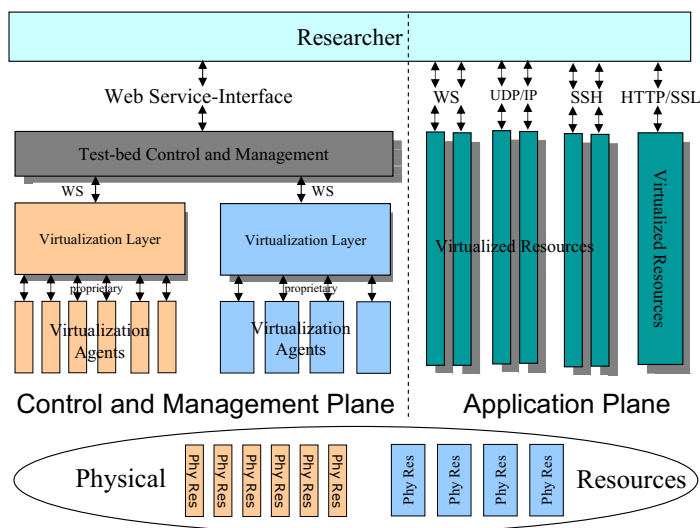 Researcher
Web Service-Interface
WS
UDP/IP
SSH
HTTP/SSL
Test-bed Control and Management
WS
WS
Virtualization Layer
Virtualization Layer
Virtualized Resources
Virtualized Resources
proprietary
proprietary
Virtualization
Agents
Virtualization
Agents
Control and Management Plane
Application Plane
Physical
Phy Res
Phy Res
Phy Res
Phy Res
Phy Res
Phy Res
Phy Res
Phy Res
Phy Res
Phy Res
Resources